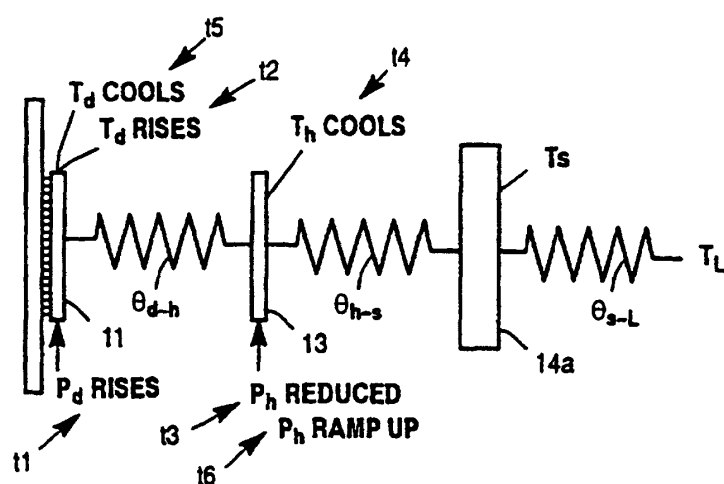 t5
T_d COOLS
t2
t4
T_d RISES
T_h COOLS
Ts
T_L
θ_d-h
θ_h-s
θ_s-L
11
13
14a
P_d RISES
P_h REDUCED
t3
P_h RAMP UP
t1
t6